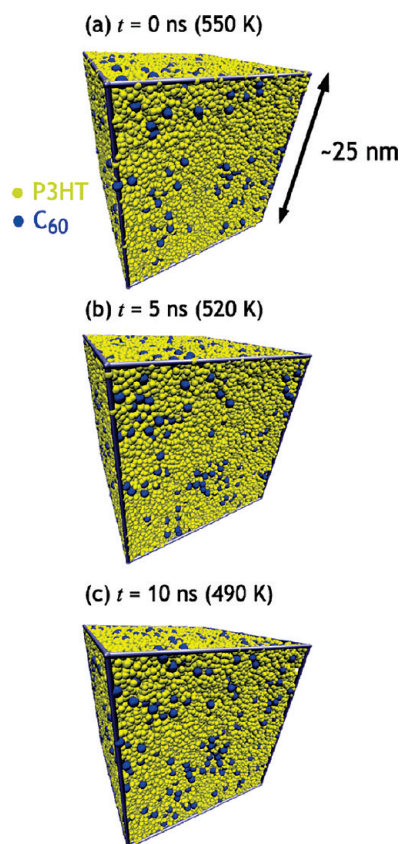 (a) t = 0 ns (550 K)
~25 nm
P3HT
C₆₀
(b) t = 5 ns (520 K)
(c) t = 10 ns (490 K)